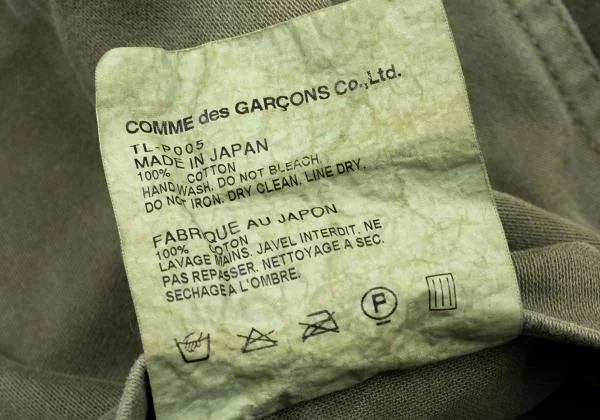 COMME des GARÇONS Co.,Ltd.
TL-P005
MADE IN JAPAN
100% COTTON
HAND WASH. DO NOT BLEACH.
DO NOT IRON. DRY CLEAN. LINE DRY.
FABRIQUE AU JAPON
100% COTON
LAVAGE MAINS. JAVEL INTERDIT. NE
PAS REPASSER. NETTOYAGE A SEC.
SECHAGE A L'OMBRE.
P